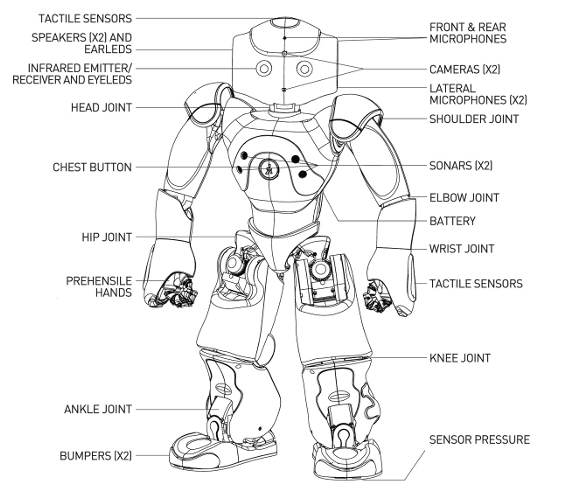 TACTILE SENSORS
SPEAKERS (X2) AND
EARLEDS
INFRARED EMITTER/
RECEIVER AND EYELEDS
HEAD JOINT
CHEST BUTTON
HIP JOINT
PREHENSILE
HANDS
ANKLE JOINT
BUMPERS (X2)
FRONT & REAR
MICROPHONES
CAMERAS (X2)
LATERAL
MICROPHONES (X2)
SHOULDER JOINT
SONARS (X2)
ELBOW JOINT
BATTERY
WRIST JOINT
TACTILE SENSORS
KNEE JOINT
SENSOR PRESSURE